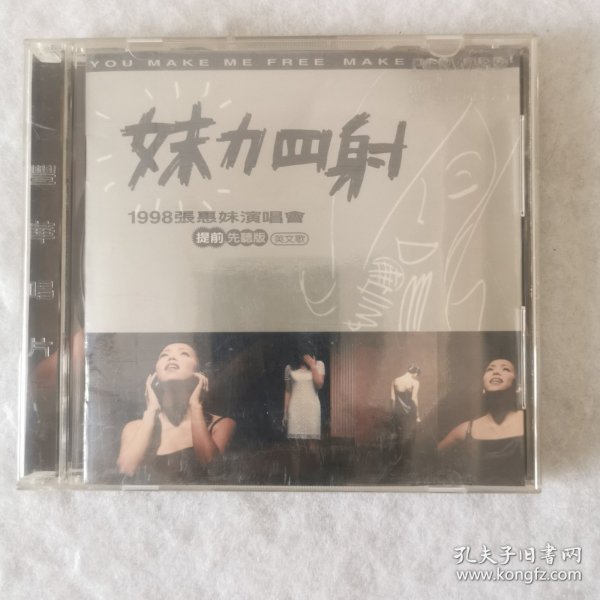 YOU MAKE ME FREE MAKE
妹力四射
1998張惠妹演唱會
提前 先聽版 英文歌
豐華唱片
孔夫子旧书网
www.kongfz.com